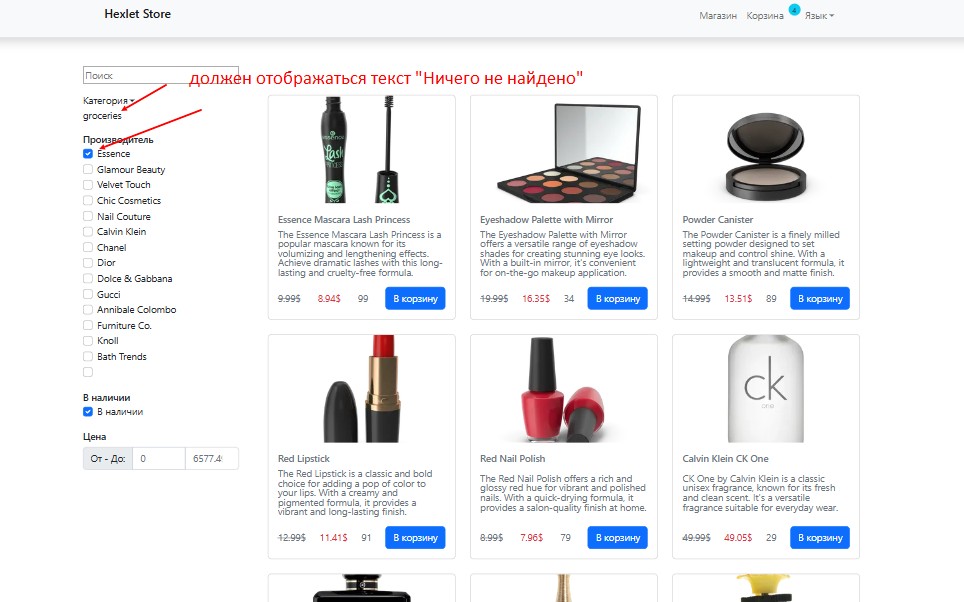 Hexlet Store
Магазин
Корзина
4
Язык
Поиск
должен отображаться текст "Ничего не найдено"
Категория
groceries
Производитель
Essence
Glamour Beauty
Velvet Touch
Chic Cosmetics
Nail Couture
Calvin Klein
Chanel
Dior
Dolce & Gabbana
Gucci
Annibale Colombo
Furniture Co.
Knoll
Bath Trends
В наличии
В наличии
Цена
От - До:
0
6577.49
Essence Mascara Lash Princess
The Essence Mascara Lash Princess is a
popular mascara known for its
volumizing and lengthening effects.
Achieve dramatic lashes with this long-
lasting and cruelty-free formula.
9.99$ 8.94$ 99 В корзину
Eyeshadow Palette with Mirror
The Eyeshadow Palette with Mirror
offers a versatile range of eyeshadow
shades for creating stunning eye looks.
With a built-in mirror, it's convenient
for on-the-go makeup application.
19.99$ 16.35$ 34 В корзину
Powder Canister
The Powder Canister is a finely milled
setting powder designed to set
makeup and control shine. With a
lightweight and translucent formula, it
provides a smooth and matte finish.
14.99$ 13.51$ 89 В корзину
Red Lipstick
The Red Lipstick is a classic and bold
choice for adding a pop of color to
your lips. With a creamy and
pigmented formula, it provides a
vibrant and long-lasting finish.
12.99$ 11.41$ 91 В корзину
Red Nail Polish
The Red Nail Polish offers a rich and
glossy red hue for vibrant and polished
nails. With a quick-drying formula, it
provides a salon-quality finish at home.
8.99$ 7.96$ 79 В корзину
ck
one
Calvin Klein CK One
CK One by Calvin Klein is a classic
unisex fragrance, known for its fresh
and clean scent. It's a versatile
fragrance suitable for everyday wear.
49.99$ 49.05$ 29 В корзину